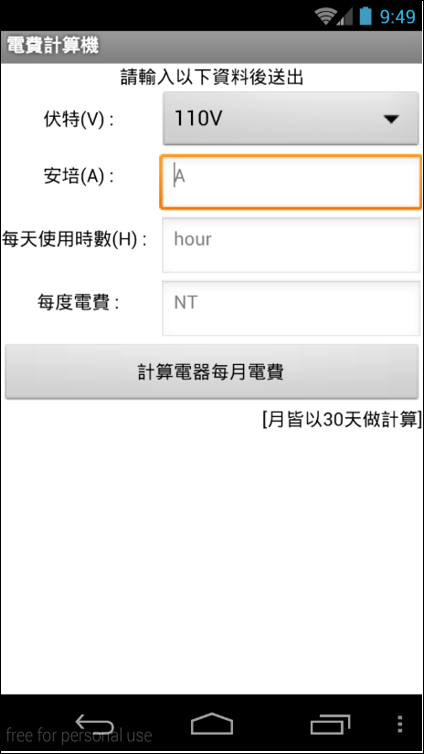 9:49
電費計算機
請輸入以下資料後送出
伏特(V) :
110V
安培(A) :
A
每天使用時數(H) :
hour
每度電費 :
NT
計算電器每月電費
[月皆以30天做計算]
free for personal use